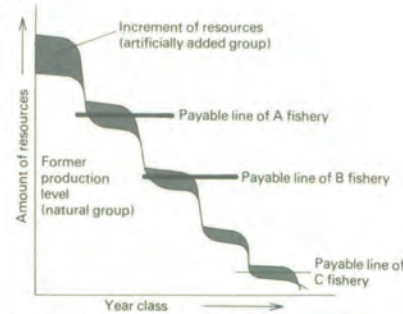 Increment of resources
(artificially added group)
Payable line of A fishery
Former
production
level
(natural group)
Payable line of B fishery
Payable line of
C fishery
Amount of resources
Year class